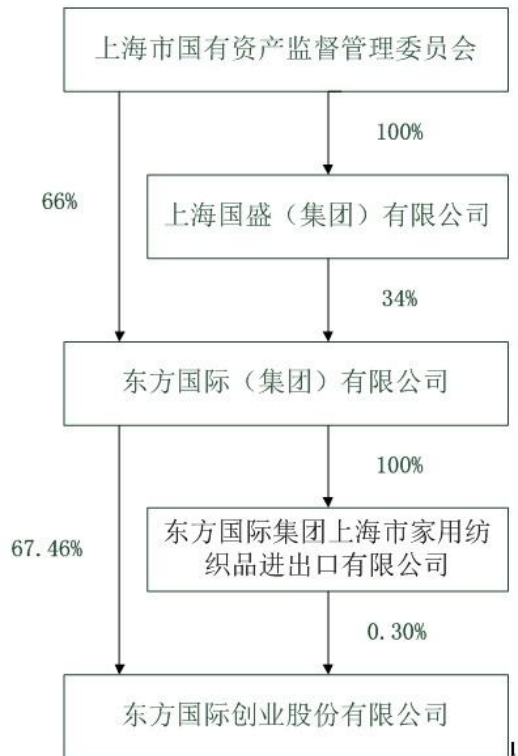 上海市国有资产监督管理委员会
100%
66%
上海国盛（集团）有限公司
34%
东方国际（集团）有限公司
100%
67.46%
东方国际集团上海市家用纺
织品进出口有限公司
0.30%
东方国际创业股份有限公司